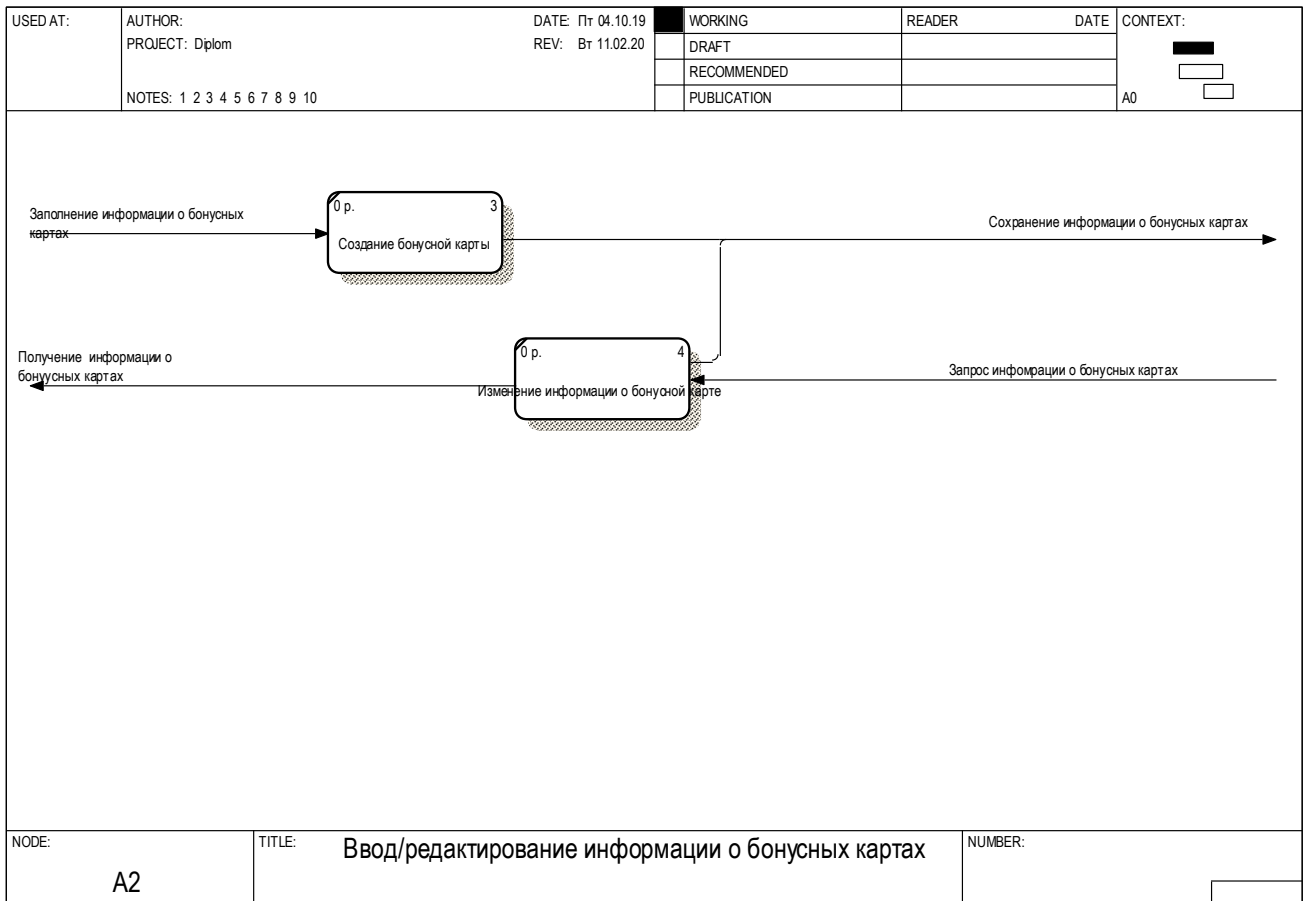 USED AT:
AUTHOR:
DATE: Пт 04.10.19
PROJECT: Diplom
REV: Вт 11.02.20
NOTES: 1 2 3 4 5 6 7 8 9 10
WORKING
DRAFT
RECOMMENDED
PUBLICATION
READER
DATE
CONTEXT:
A0
Заполнение информации о бонусных
картах
0 р.
3
Создание бонусной карты
Сохранение информации о бонусных картах
Получение информации о
бонуусных картах
0 р.
4
Изменение информации о бонусной карте
Запрос инфомрации о бонусных картах
NODE:
A2
TITLE:
Ввод/редактирование информации о бонусных картах
NUMBER: